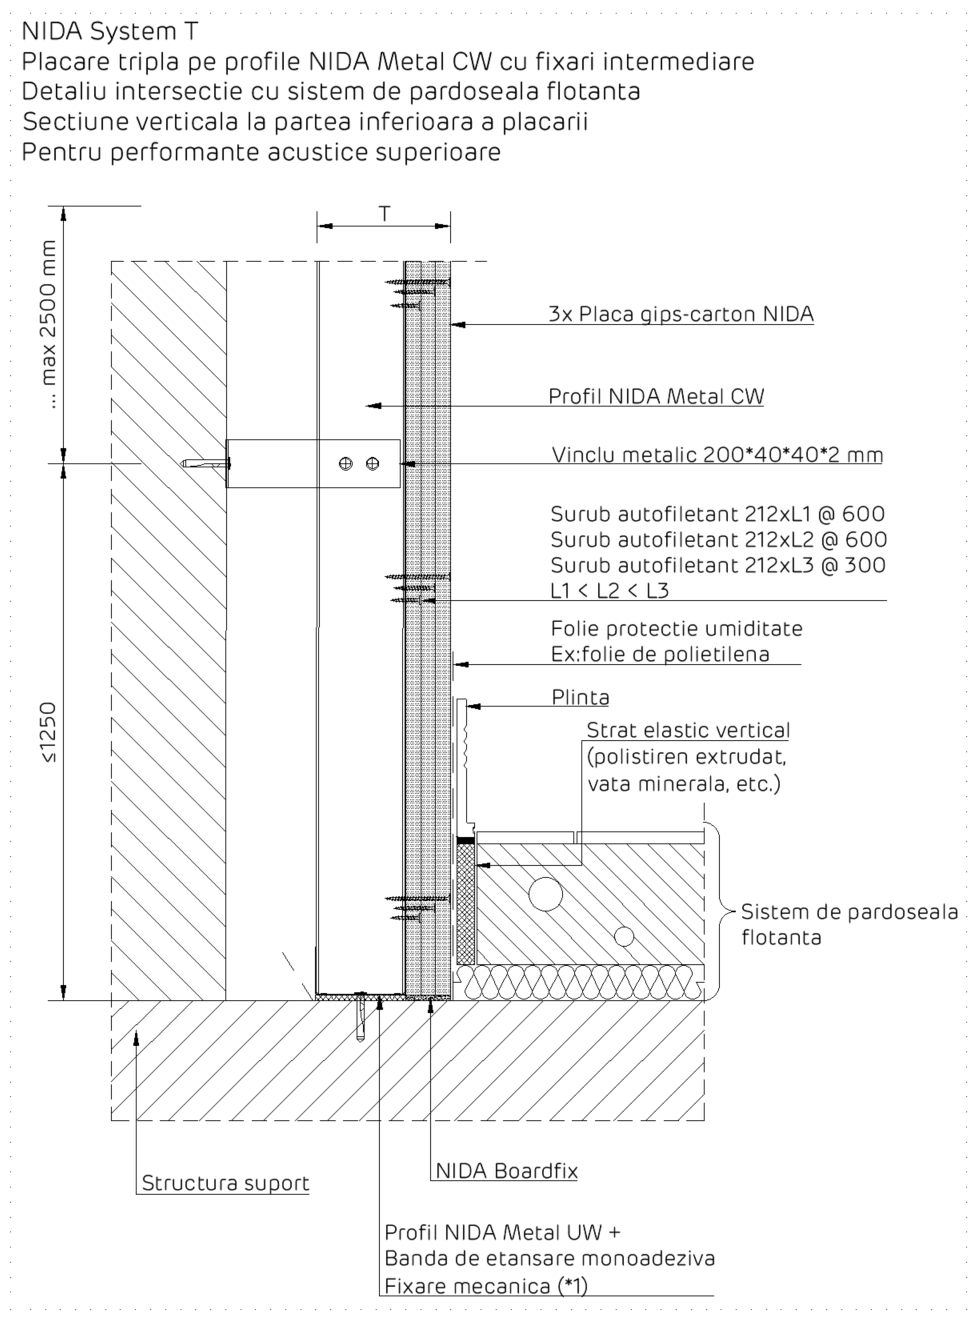 NIDA System T
Placare tripla pe profile NIDA Metal CW cu fixari intermediare
Detaliu intersectie cu sistem de pardoseala flotanta
Sectiune verticala la partea inferioara a placarii
Pentru performante acustice superioare
T
... max 2500 mm
3x Placa gips-carton NIDA
Profil NIDA Metal CW
Vinclu metalic 200*40*40*2 mm
Surub autofiletant 212xL1 @ 600
Surub autofiletant 212xL2 @ 600
Surub autofiletant 212xL3 @ 300
L1 < L2 < L3
Folie protectie umiditate
Ex:folie de polietilena
≤1250
Plinta
Strat elastic vertical
(polistiren extrudat,
vata minerala, etc.)
Sistem de pardoseala
flotanta
NIDA Boardfix
Structura suport
Profil NIDA Metal UW +
Banda de etansare monoadeziva
Fixare mecanica (*1)